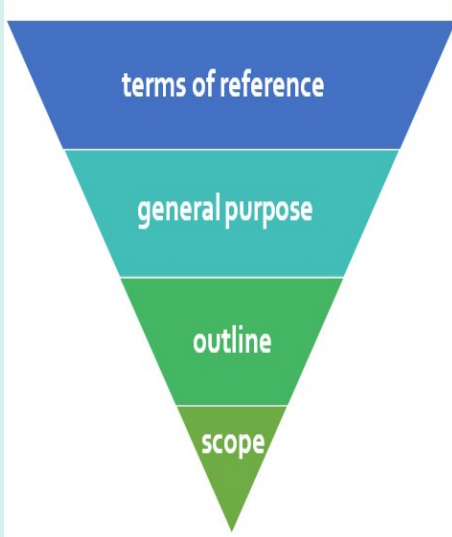 terms of reference
general purpose
outline
scope